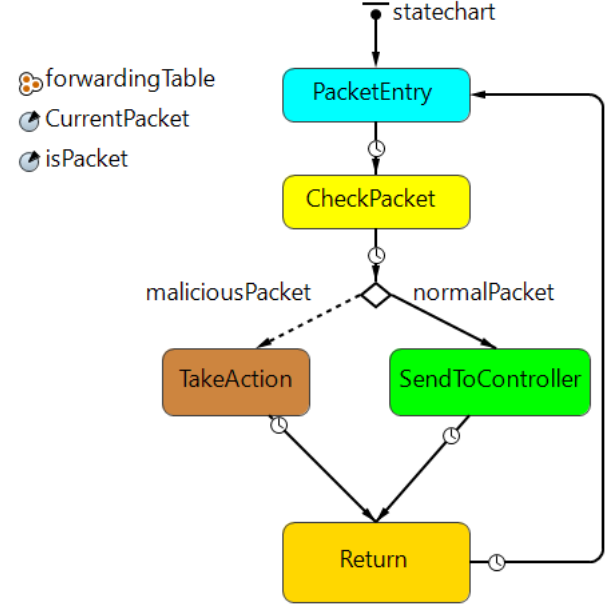 statechart
forwardingTable
CurrentPacket
isPacket
PacketEntry
CheckPacket
maliciousPacket
normalPacket
TakeAction
SendToController
Return